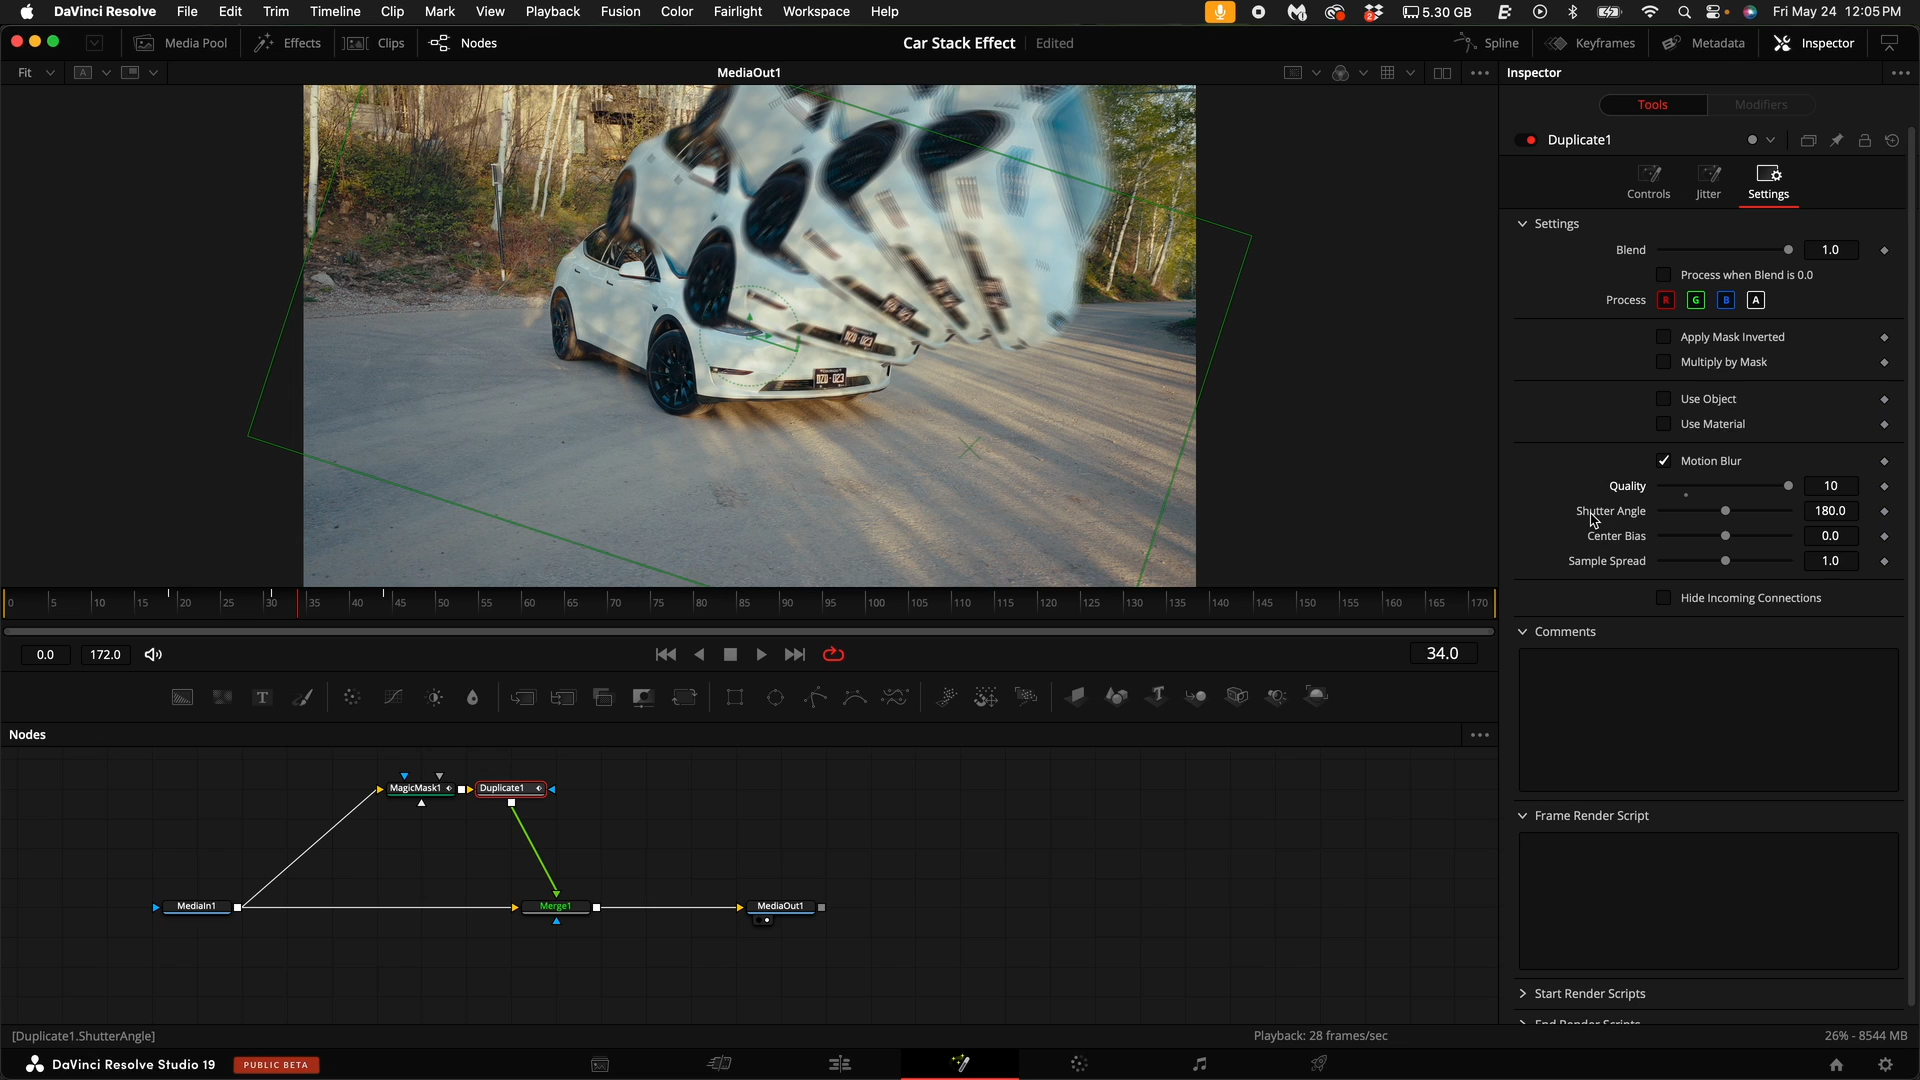 DaVinci Resolve File Edit Trim Timeline Clip Mark View Playback Fusion Color Fairlight Workspace Help 2 5.30 GB Fri May 24 12:05 PM
Media Pool Effects Clips Nodes Car Stack Effect Edited Spline Keyframes Metadata Inspector
Fit A MediaOut1 Inspector
Tools Modifiers
Duplicate1
Controls Jitter Settings
Settings
Blend 1.0
Process when Blend is 0.0
Process R G B A
Apply Mask Inverted
Multiply by Mask
Use Object
Use Material
Motion Blur
Quality 10
Shutter Angle 180.0
Center Bias 0.0
Sample Spread 1.0
Hide Incoming Connections
0 5 10 15 20 25 30 35 40 45 50 55 60 65 70 75 80 85 90 95 100 105 110 115 120 125 130 135 140 145 150 155 160 165 170
Comments
0.0 172.0 34.0
T T
Nodes
MagicMask1 Duplicate1
Frame Render Script
MediaIn1 Merge1 MediaOut1
Start Render Scripts
End Render Scripts
[Duplicate1.ShutterAngle] Playback: 28 frames/sec 26% - 8544 MB
DaVinci Resolve Studio 19 PUBLIC BETA